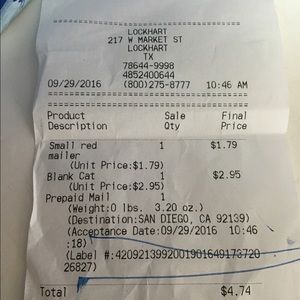 LOCKHART
217 W MARKET ST
LOCKHART
TX
78644-9998
4852400644
09/29/2016 (800)275-8777 10:46 AM
Product Sale Final
Description Qty Price
Small red 1 $1.79
mailer
(Unit Price:$1.79)
Blank Cat 1 $2.95
(Unit Price:$2.95)
Prepaid Mail 1
(Weight:0 lbs. 3.20 oz.)
(Destination:SAN DIEGO, CA 92139)
(Acceptance Date:09/29/2016 10:46
:18)
(Label #:4209213992001901649173720
26827)
Total $4.74